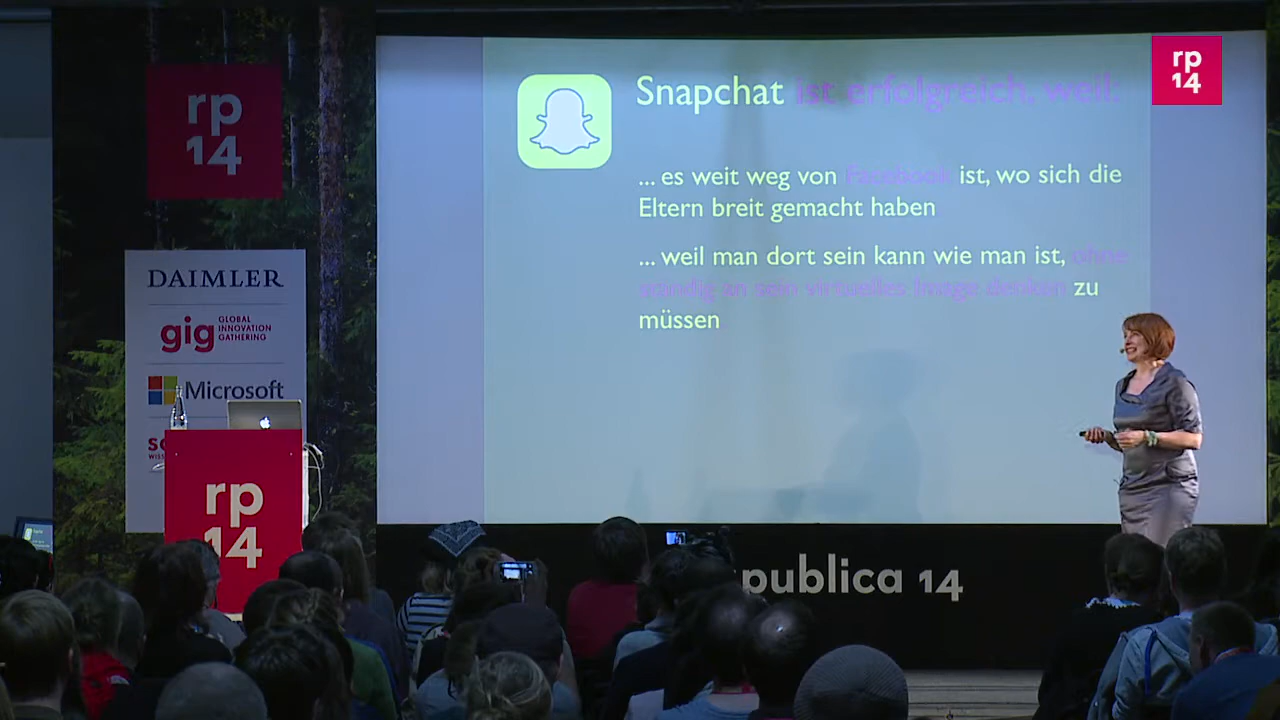 rp
14
rp
14
DAIMLER
gig GLOBAL
INNOVATION
GATHERING
Microsoft
rp
14
Snapchat ist erfolgreich, weil:
... es weit weg von Facebook ist, wo sich die
Eltern breit gemacht haben
... weil man dort sein kann wie man ist, ohne
ständig an sein virtuelles Image denken zu
müssen
publica 14